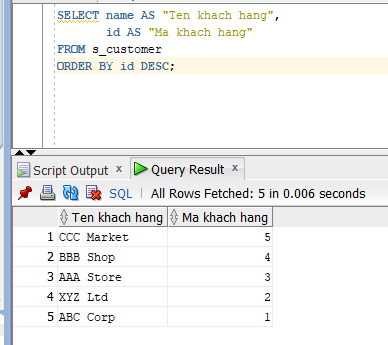 SELECT name AS "Ten khach hang",
id AS "Ma khach hang"
FROM s_customer
ORDER BY id DESC;
Script Output x Query Result x
SQL | All Rows Fetched: 5 in 0.006 seconds
Ten khach hang Ma khach hang
1 CCC Market 5
2 BBB Shop 4
3 AAA Store 3
4 XYZ Ltd 2
5 ABC Corp 1